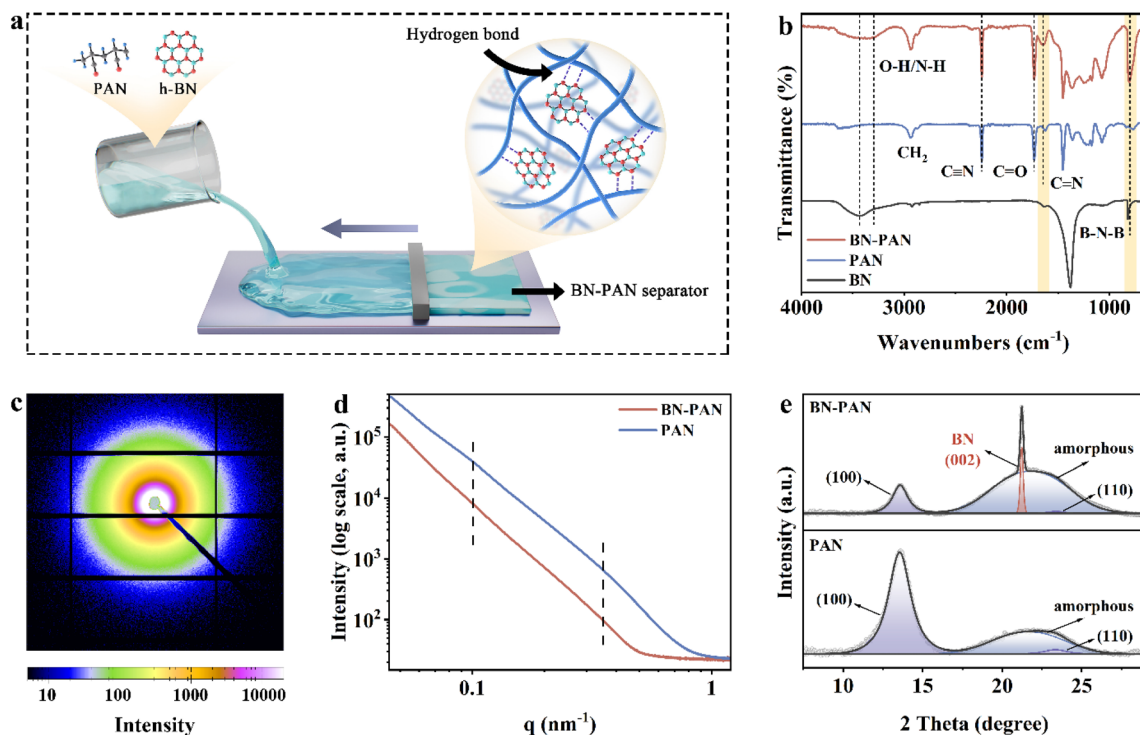 a
PAN
h-BN
Hydrogen bond
BN-PAN separator
b
Transmittance (%)
O-H/N-H
CH₂
C≡N
C=O
C=N
B-N-B
BN-PAN
PAN
BN
4000
3000
2000
1000
Wavenumbers (cm⁻¹)
c
10
100
1000
10000
Intensity
d
Intensity (log scale, a.u.)
10⁵
10⁴
10³
10²
BN-PAN
PAN
0.1
1
q (nm⁻¹)
e
Intensity (a.u.)
BN-PAN
BN
(002)
amorphous
(100)
(110)
PAN
(100)
amorphous
(110)
10
15
20
25
2 Theta (degree)